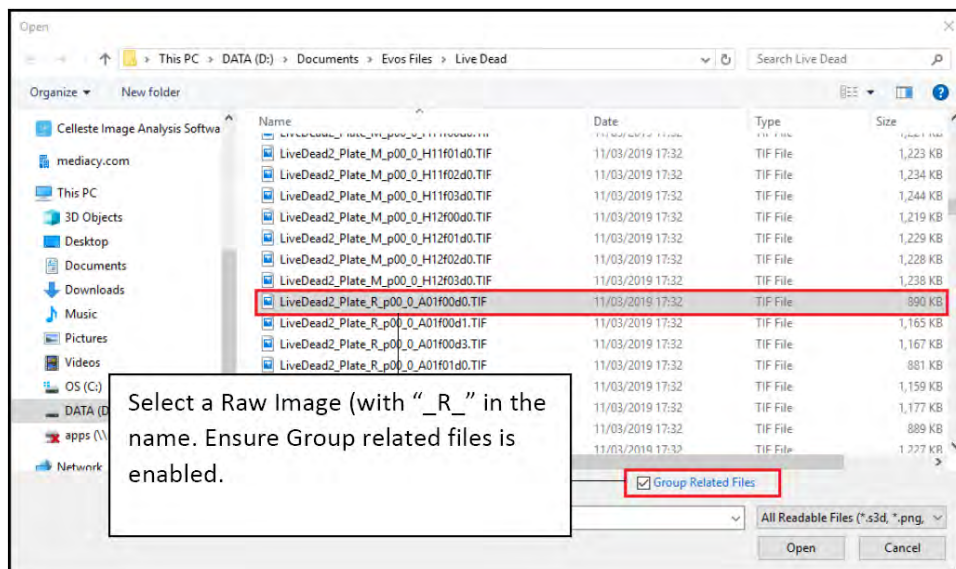 Open
This PC > DATA (D:) > Documents > Evos Files > Live Dead
Search Live Dead
Organize
New folder
Name Date Type Size
Celleste Image Analysis Softwa
mediacy.com
This PC
3D Objects
Desktop
Documents
Downloads
Music
Pictures
Videos
OS (C:)
DATA (D
apps (\\
Network
LiveDead2_Plate_M_p00_0_H11f01d0.TIF 11/03/2019 17:32 TIF File 1,223 KB
LiveDead2_Plate_M_p00_0_H11f02d0.TIF 11/03/2019 17:32 TIF File 1,234 KB
LiveDead2_Plate_M_p00_0_H11f03d0.TIF 11/03/2019 17:32 TIF File 1,244 KB
LiveDead2_Plate_M_p00_0_H12f00d0.TIF 11/03/2019 17:32 TIF File 1,219 KB
LiveDead2_Plate_M_p00_0_H12f01d0.TIF 11/03/2019 17:32 TIF File 1,229 KB
LiveDead2_Plate_M_p00_0_H12f02d0.TIF 11/03/2019 17:32 TIF File 1,228 KB
LiveDead2_Plate_M_p00_0_H12f03d0.TIF 11/03/2019 17:32 TIF File 1,238 KB
LiveDead2_Plate_R_p00_0_A01f00d0.TIF 11/03/2019 17:32 TIF File 890 KB
LiveDead2_Plate_R_p00_0_A01f00d1.TIF 11/03/2019 17:32 TIF File 1,165 KB
LiveDead2_Plate_R_p00_0_A01f00d3.TIF 11/03/2019 17:32 TIF File 1,167 KB
LiveDead2_Plate_R_p00_0_A01f01d0.TIF 11/03/2019 17:32 TIF File 881 KB
11/03/2019 17:32 TIF File 1,159 KB
11/03/2019 17:32 TIF File 1,177 KB
11/03/2019 17:32 TIF File 889 KB
11/03/2019 17:32 TIF File 1,227 KB
Select a Raw Image (with “_R_” in the
name. Ensure Group related files is
enabled.
Group Related Files
All Readable Files (*.s3d, *.png,
Open
Cancel